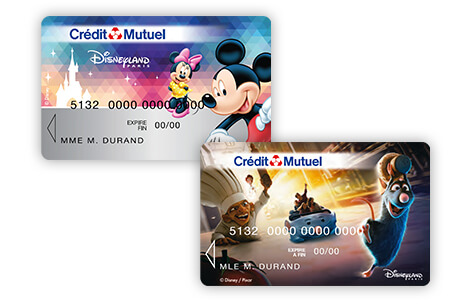 Crédit Mutuel
DISNEYLAND
PARIS
5132 0000 0000 0000
EXPIRE
FIN 00/00
MME M. DURAND
Crédit Mutuel
5132 0000 0000 0000
EXPIRE
A FIN 00/00
MLE M. DURAND
© Disney / Pixar
DISNEYLAND
PARIS